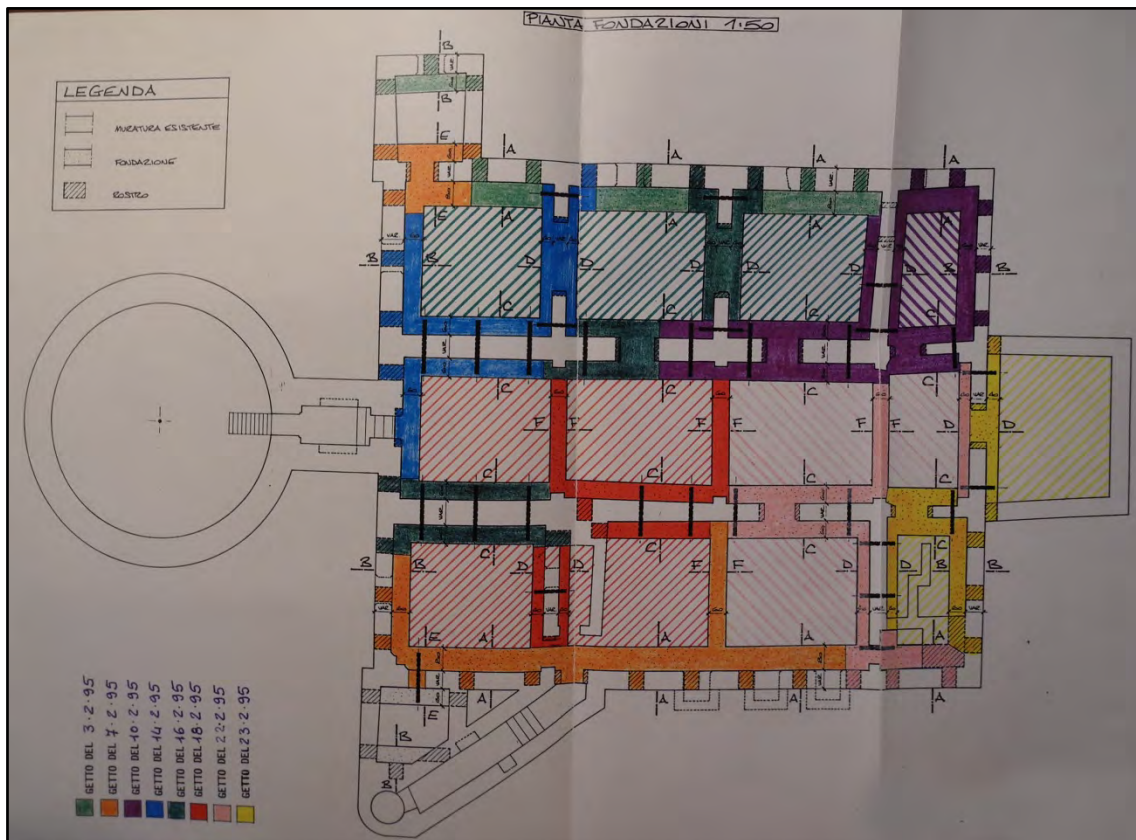 PIANTA FONDAZIONI 1:50
LEGENDA
MURATURA ESISTENTE
FONDAZIONE
ROSTRO
B
B
E
A
A
A
A
A
A
A
E
B
B
D
D
D
D
D
D
B
B
C
C
C
C
C
C
C
C
F
F
F
F
F
D
D
C
C
C
C
C
C
C
C
B
B
D
D
F
F
D
D
B
B
E
A
A
A
A
E
A
A
A
A
B
B
GETTO DEL 3·2·95
GETTO DEL 7·2·95
GETTO DEL 10·2·95
GETTO DEL 14·2·95
GETTO DEL 16·2·95
GETTO DEL 18·2·95
GETTO DEL 22·2·95
GETTO DEL 23·2·95